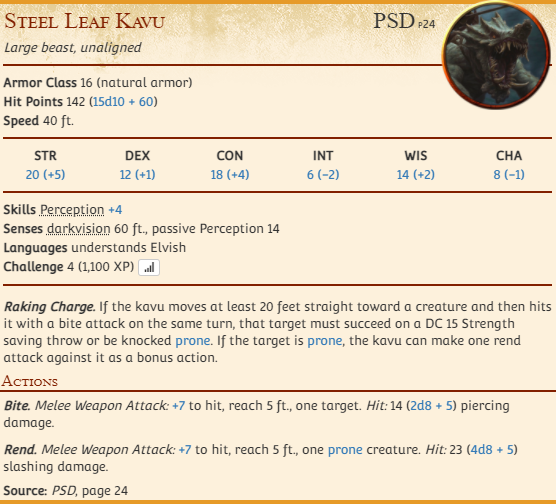 Steel Leaf Kavu PSD p24
Large beast, unaligned
Armor Class 16 (natural armor)
Hit Points 142 (15d10 + 60)
Speed 40 ft.
STR DEX CON INT WIS CHA
20 (+5) 12 (+1) 18 (+4) 6 (−2) 14 (+2) 8 (−1)
Skills Perception +4
Senses darkvision 60 ft., passive Perception 14
Languages understands Elvish
Challenge 4 (1,100 XP)
Raking Charge. If the kavu moves at least 20 feet straight toward a creature and then hits
it with a bite attack on the same turn, that target must succeed on a DC 15 Strength
saving throw or be knocked prone. If the target is prone, the kavu can make one rend
attack against it as a bonus action.
Actions
Bite. Melee Weapon Attack: +7 to hit, reach 5 ft., one target. Hit: 14 (2d8 + 5) piercing
damage.
Rend. Melee Weapon Attack: +7 to hit, reach 5 ft., one prone creature. Hit: 23 (4d8 + 5)
slashing damage.
Source: PSD, page 24